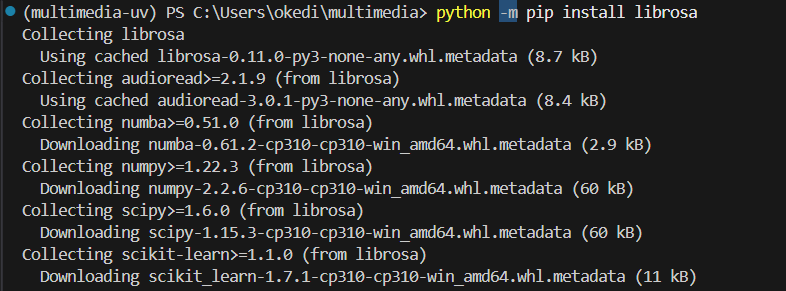 (multimedia-uv) PS C:\Users\okedi\multimedia> python -m pip install librosa
Collecting librosa
Using cached librosa-0.11.0-py3-none-any.whl.metadata (8.7 kB)
Collecting audioread>=2.1.9 (from librosa)
Using cached audioread-3.0.1-py3-none-any.whl.metadata (8.4 kB)
Collecting numba>=0.51.0 (from librosa)
Downloading numba-0.61.2-cp310-cp310-win_amd64.whl.metadata (2.9 kB)
Collecting numpy>=1.22.3 (from librosa)
Downloading numpy-2.2.6-cp310-cp310-win_amd64.whl.metadata (60 kB)
Collecting scipy>=1.6.0 (from librosa)
Downloading scipy-1.15.3-cp310-cp310-win_amd64.whl.metadata (60 kB)
Collecting scikit-learn>=1.1.0 (from librosa)
Downloading scikit_learn-1.7.1-cp310-cp310-win_amd64.whl.metadata (11 kB)